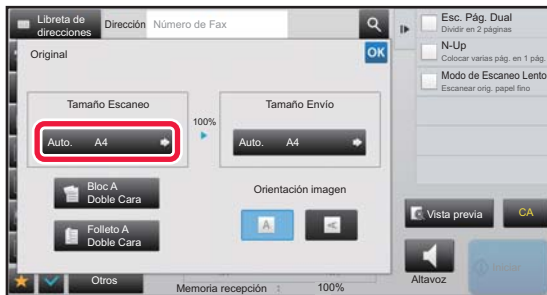 Libreta de
direcciones
Dirección
Número de Fax
Original
OK
Tamaño Escaneo
100%
Tamaño Envío
Auto. A4
Auto. A4
Bloc A
Doble Cara
Folleto A
Doble Cara
Orientación imagen
A
A
Esc. Pág. Dual
Dividir en 2 páginas
N-Up
Colocar varias pág. en 1 pág.
Modo de Escaneo Lento
Escanear orig. papel fino
Vista previa
CA
Altavoz
Otros
Memoria recepción : 100%